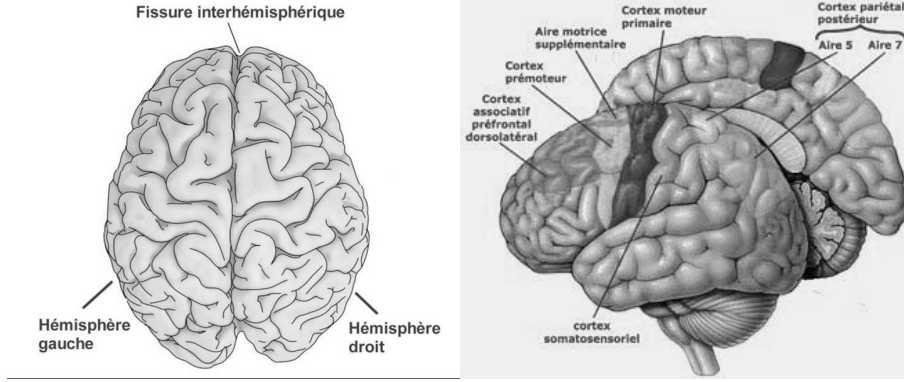 Fissure interhémisphérique
Hémisphère
gauche
Hémisphère
droit
Cortex moteur
primaire
Cortex pariétal
postérieur
Aire motrice
supplémentaire
Aire 5
Aire 7
Cortex
prémoteur
Cortex
associatif
préfrontal
dorsolatéral
cortex
somatosensoriel